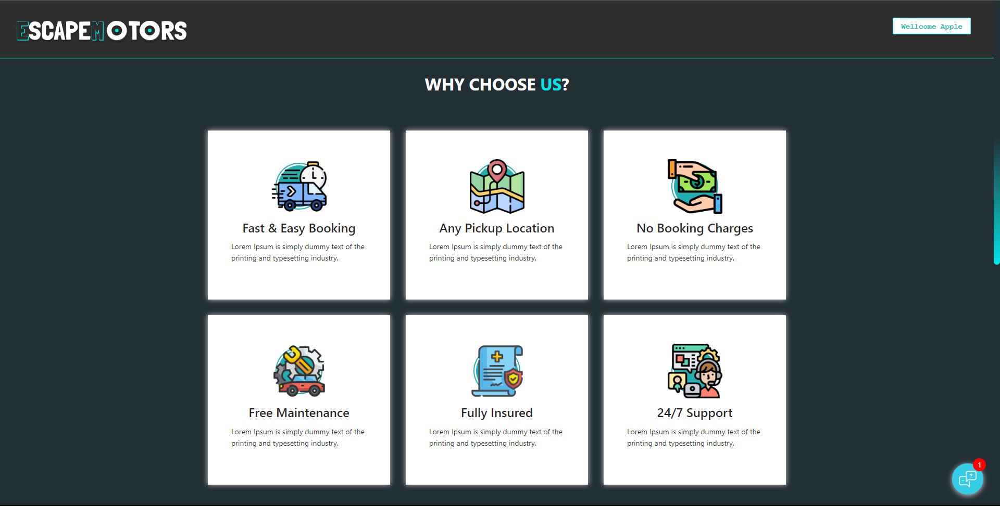 ESCAPEMOTORS
Wellcome Apple
WHY CHOOSE US?
Fast & Easy Booking
Lorem Ipsum is simply dummy text of the
printing and typesetting industry.
Any Pickup Location
Lorem Ipsum is simply dummy text of the
printing and typesetting industry.
No Booking Charges
Lorem Ipsum is simply dummy text of the
printing and typesetting industry.
Free Maintenance
Lorem Ipsum is simply dummy text of the
printing and typesetting industry.
Fully Insured
Lorem Ipsum is simply dummy text of the
printing and typesetting industry.
24/7 Support
Lorem Ipsum is simply dummy text of the
printing and typesetting industry.
1